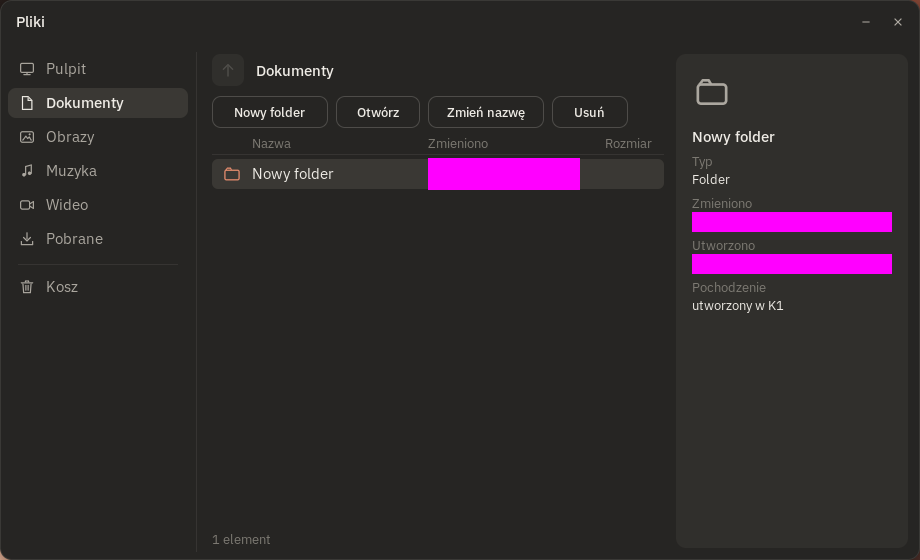 Pliki
Pulpit
Dokumenty
Obrazy
Muzyka
Wideo
Pobrane
Kosz
Dokumenty
Nowy folder
Otwórz
Zmień nazwę
Usuń
Nazwa
Zmieniono
Rozmiar
Nowy folder
1 element
Nowy folder
Typ
Folder
Zmieniono
Utworzono
Pochodzenie
utworzony w K1